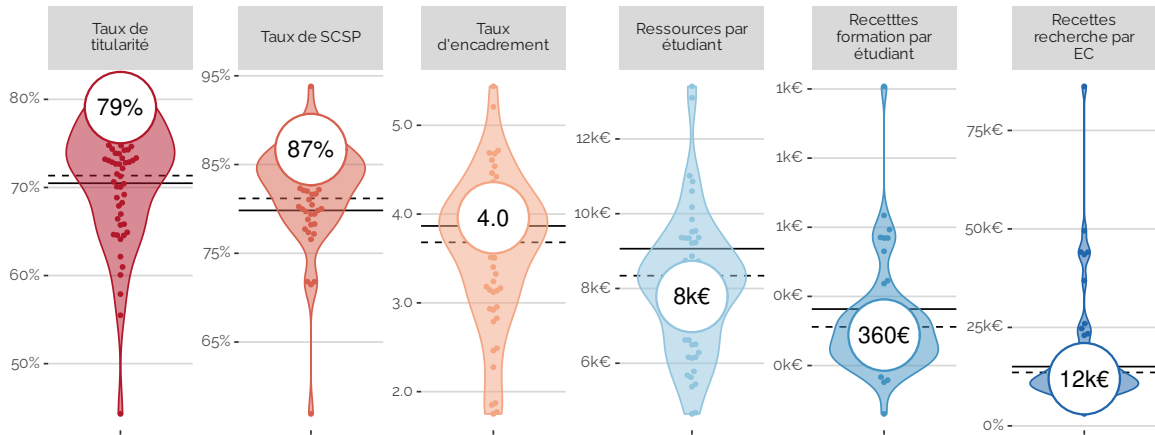 Taux de
titularité
80%
79%
70%
60%
50%
Taux de SCSP
95%
87%
85%
75%
65%
Taux
d'encadrement
5.0
4.0
4.0
3.0
2.0
Ressources par
étudiant
12k€
10k€
8k€
8k€
6k€
Recetttes
formation par
étudiant
1k€
1k€
1k€
0k€
360€
0k€
Recettes
recherche par
EC
75k€
50k€
25k€
12k€
0%